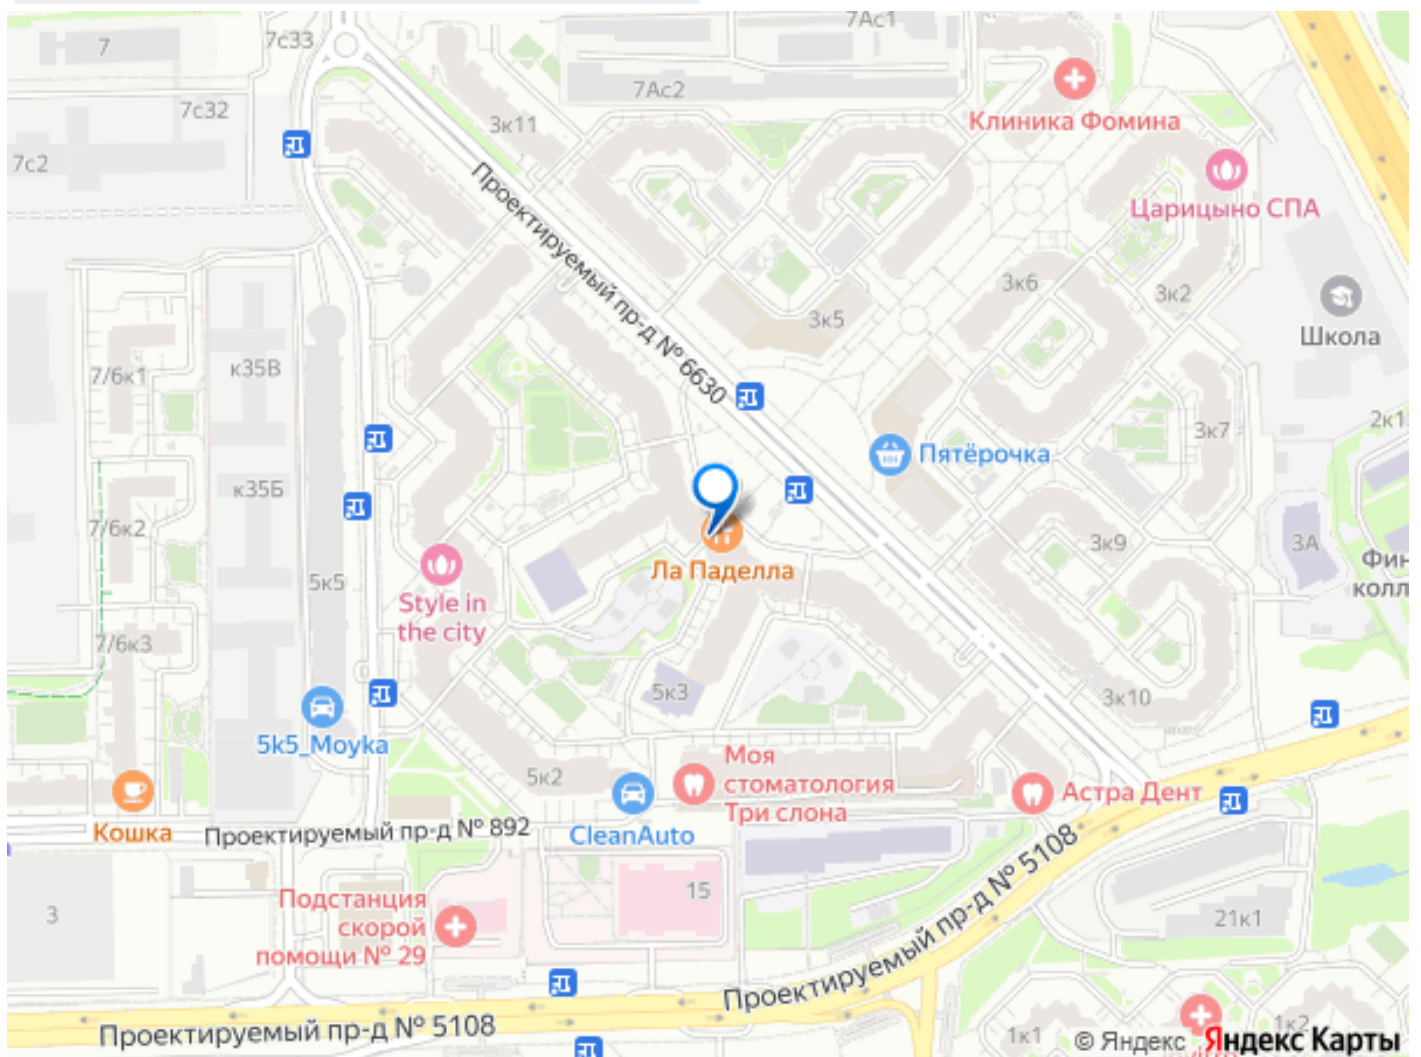 7Ас1
7с33
7
7Ас2
Клиника Фомина
3к11
7с32
7с2
Царицыно СПА
Проектируемый пр-д № 6630
3к6
3к2
3к5
Школа
к35В
7/6к1
2к1
3к7
Пятёрочка
к35Б
7/6к2
3к9
3А
Фин
колл
Ла Паделла
5к5
Style in
the city
7/6к3
5к3
3к10
5k5_Moyka
Моя
стоматология
Три слона
5к2
Астра Дент
Кошка
Проектируемый пр-д № 892
CleanAuto
Проектируемый пр-д № 5108
15
Подстанция
скорой
помощи № 29
3
21к1
Проектируемый пр-д № 5108
1к1
1к2
© Яндекс Яндекс Карты